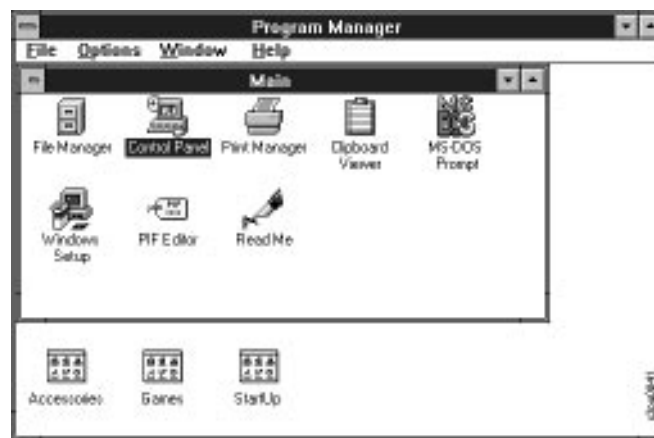 Program Manager
File Options Window Help
Main
File Manager
Control Panel
Print Manager
Clipboard
Viewer
MS-DOS
Prompt
Windows
Setup
PIF Editor
Read Me
Accessories
Games
StartUp